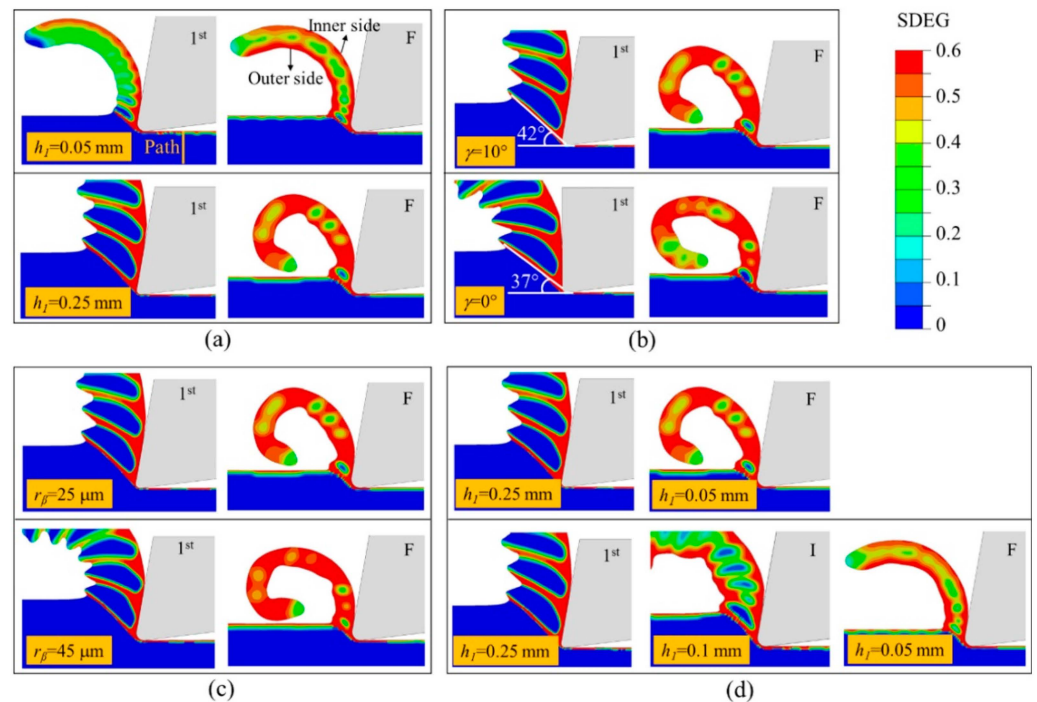 1st
F
Inner side
Outer side
h1=0.05 mm
Path
1st
F
h1=0.25 mm
(a)
1st
F
42°
γ=10°
1st
F
37°
γ=0°
(b)
SDEG
0.6
0.5
0.4
0.3
0.2
0.1
0
1st
F
rβ=25 μm
1st
F
rβ=45 μm
(c)
1st
F
h1=0.25 mm
h1=0.05 mm
1st
I
F
h1=0.25 mm
h1=0.1 mm
h1=0.05 mm
(d)